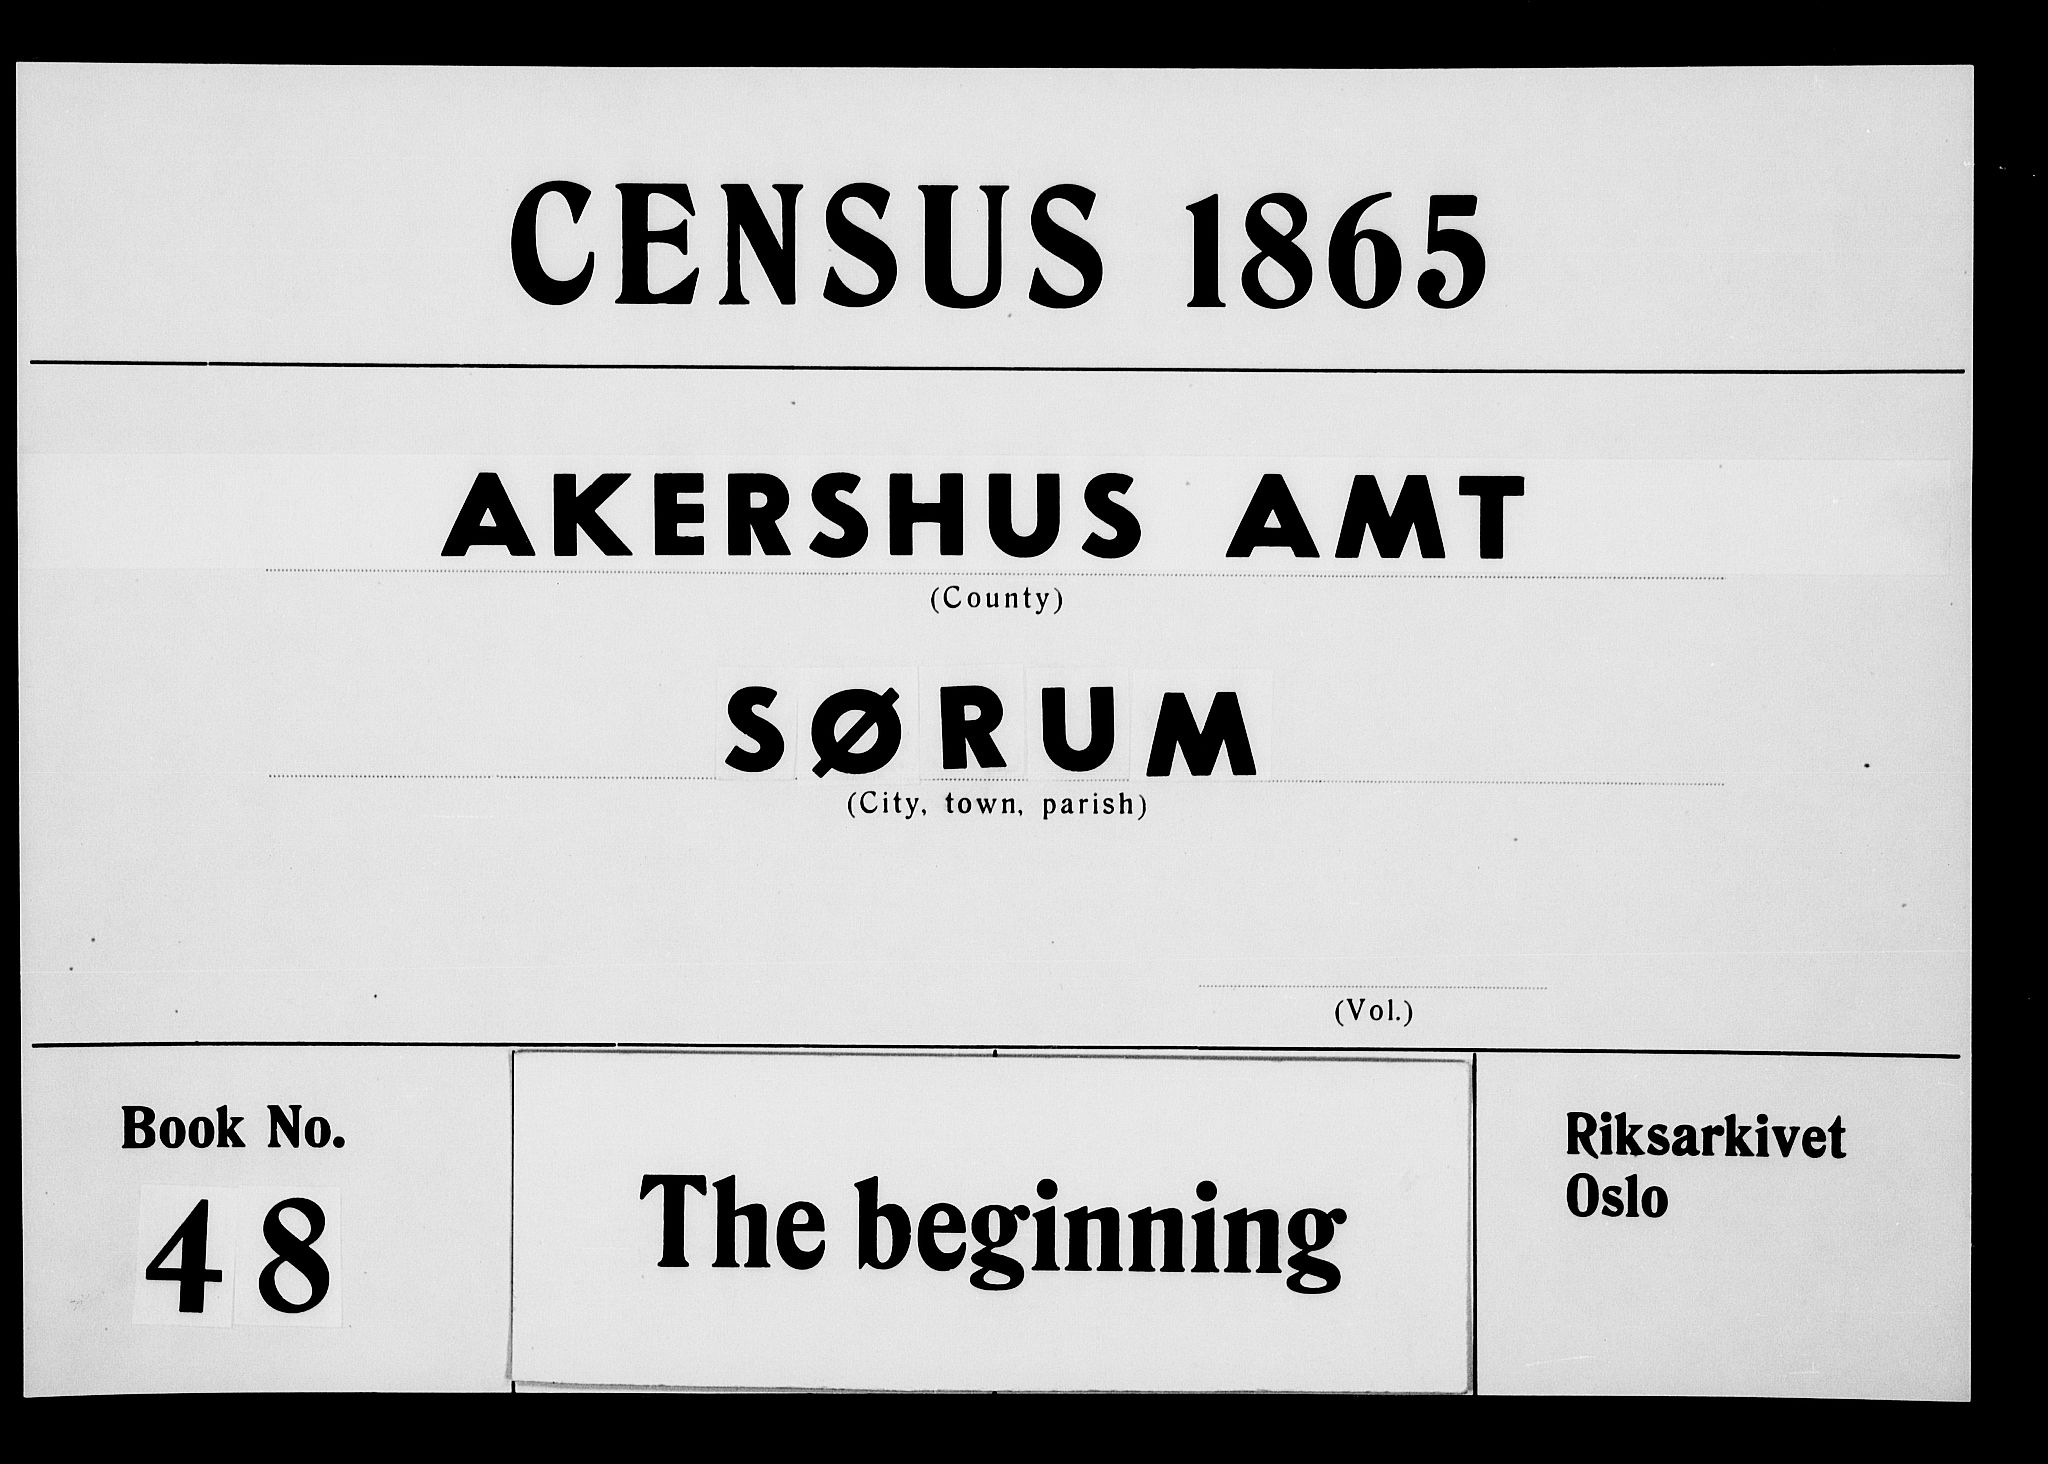 CENSUS 1865
AKERSHUS AMT
(County)
SØRUM
(City, town, parish)
(Vol.)
Book No.
48
The beginning
Riksarkivet
Oslo